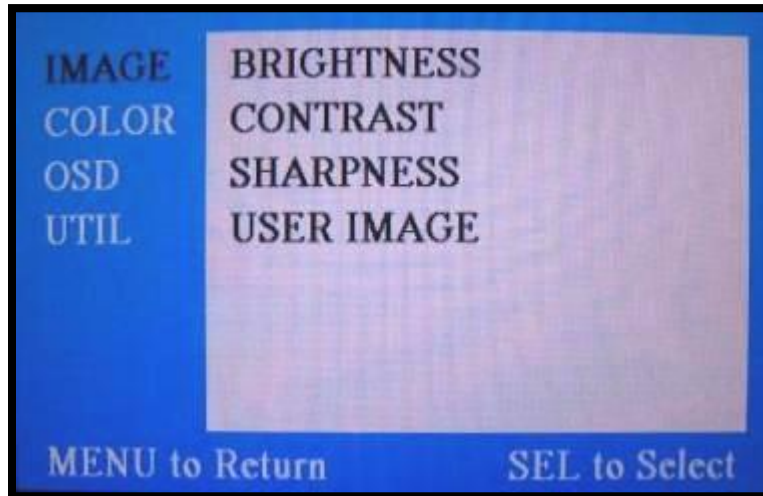 IMAGE BRIGHTNESS
COLOR CONTRAST
OSD SHARPNESS
UTIL USER IMAGE
MENU to Return SEL to Select